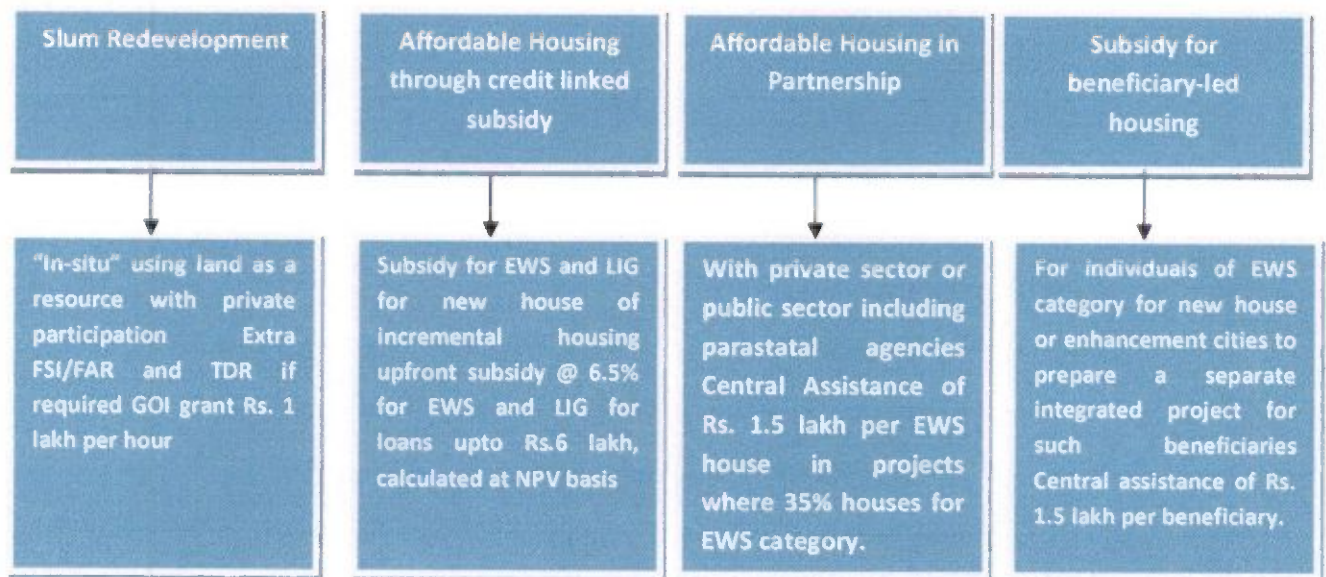 Slum Redevelopment
Affordable Housing
through credit linked
subsidy
Affordable Housing in
Partnership
Subsidy for
beneficiary-led
housing
"In-situ" using land as a
resource with private
participation Extra
FSI/FAR and TDR if
required GOI grant Rs. 1
lakh per hour
Subsidy for EWS and LIG
for new house of
incremental housing
upfront subsidy @ 6.5%
for EWS and LIG for
loans upto Rs.6 lakh,
calculated at NPV basis
With private sector or
public sector including
parastatal agencies
Central Assistance of
Rs. 1.5 lakh per EWS
house in projects
where 35% houses for
EWS category.
For individuals of EWS
category for new house
or enhancement cities to
prepare a separate
integrated project for
such beneficiaries
Central assistance of Rs.
1.5 lakh per beneficiary.